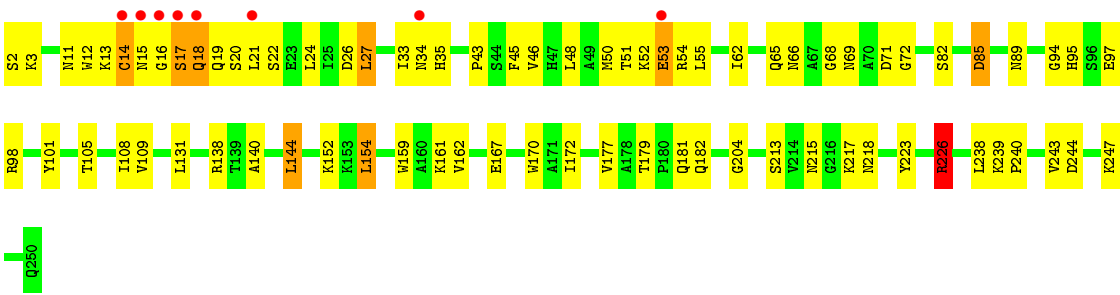 S2 K3 N11 W12 K13 C14 N15 G16 S17 Q18 Q19 S20 L21 S22 E23 L24 I25 D26 L27 I33 N34 H35 P43 S44 F45 V46 H47 L48 A49 M50 T51 K52 E53 R54 L55 I62 Q65 N66 A67 G68 N69 A70 D71 G72 S82 D85 N89 G94 H95 S96 E97
R98 Y101 T105 I108 V109 L131 R138 T139 A140 L144 K152 K153 L154 W159 A160 K161 V162 E167 W170 A171 I172 V177 A178 T179 P180 Q181 Q182 G204 S213 V214 N215 G216 K217 N218 Y223 R226 L238 K239 P240 V243 D244 K247
Q250